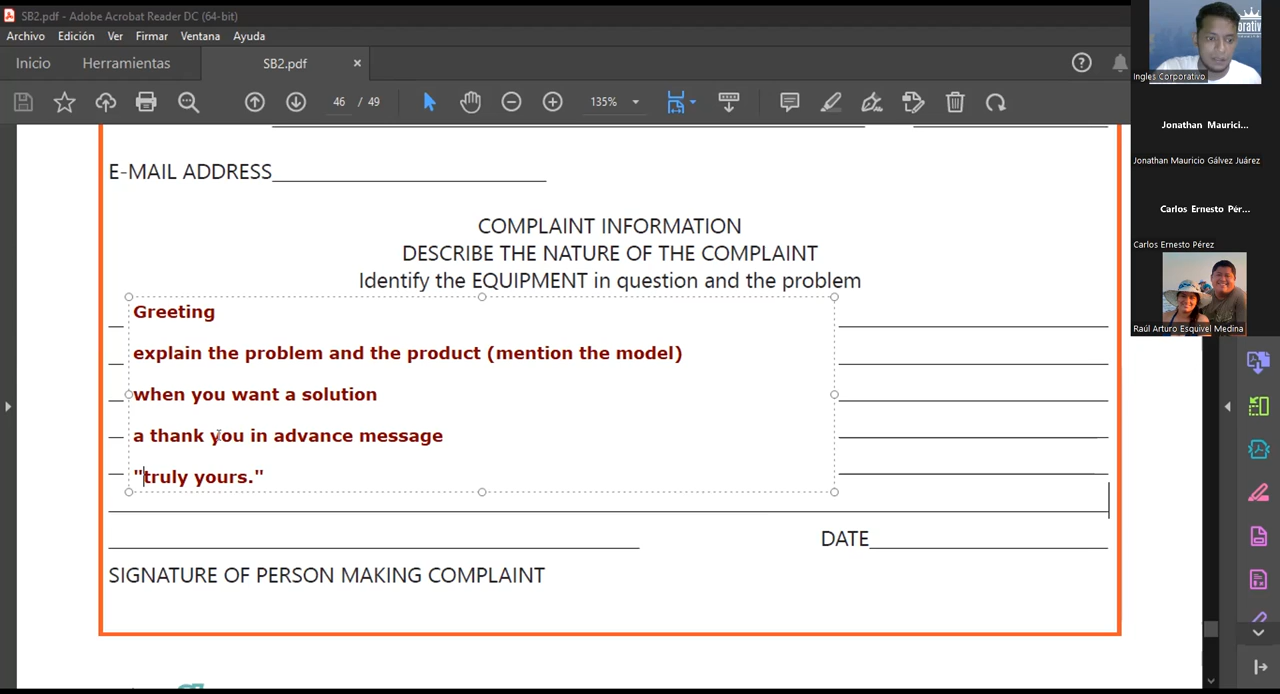 SB2.pdf - Adobe Acrobat Reader DC (64-bit)
Archivo Edición Ver Firmar Ventana Ayuda
Inicio Herramientas SB2.pdf ×
46 / 49 135%
E-MAIL ADDRESS
COMPLAINT INFORMATION
DESCRIBE THE NATURE OF THE COMPLAINT
Identify the EQUIPMENT in question and the problem
Greeting
explain the problem and the product (mention the model)
when you want a solution
a thank you in advance message
"truly yours."
DATE
SIGNATURE OF PERSON MAKING COMPLAINT
Ingles Corporativo
Jonathan Maurici...
Jonathan Mauricio Gálvez Juárez
Carlos Ernesto Pér...
Carlos Ernesto Pérez
Raúl Arturo Esquivel Medina